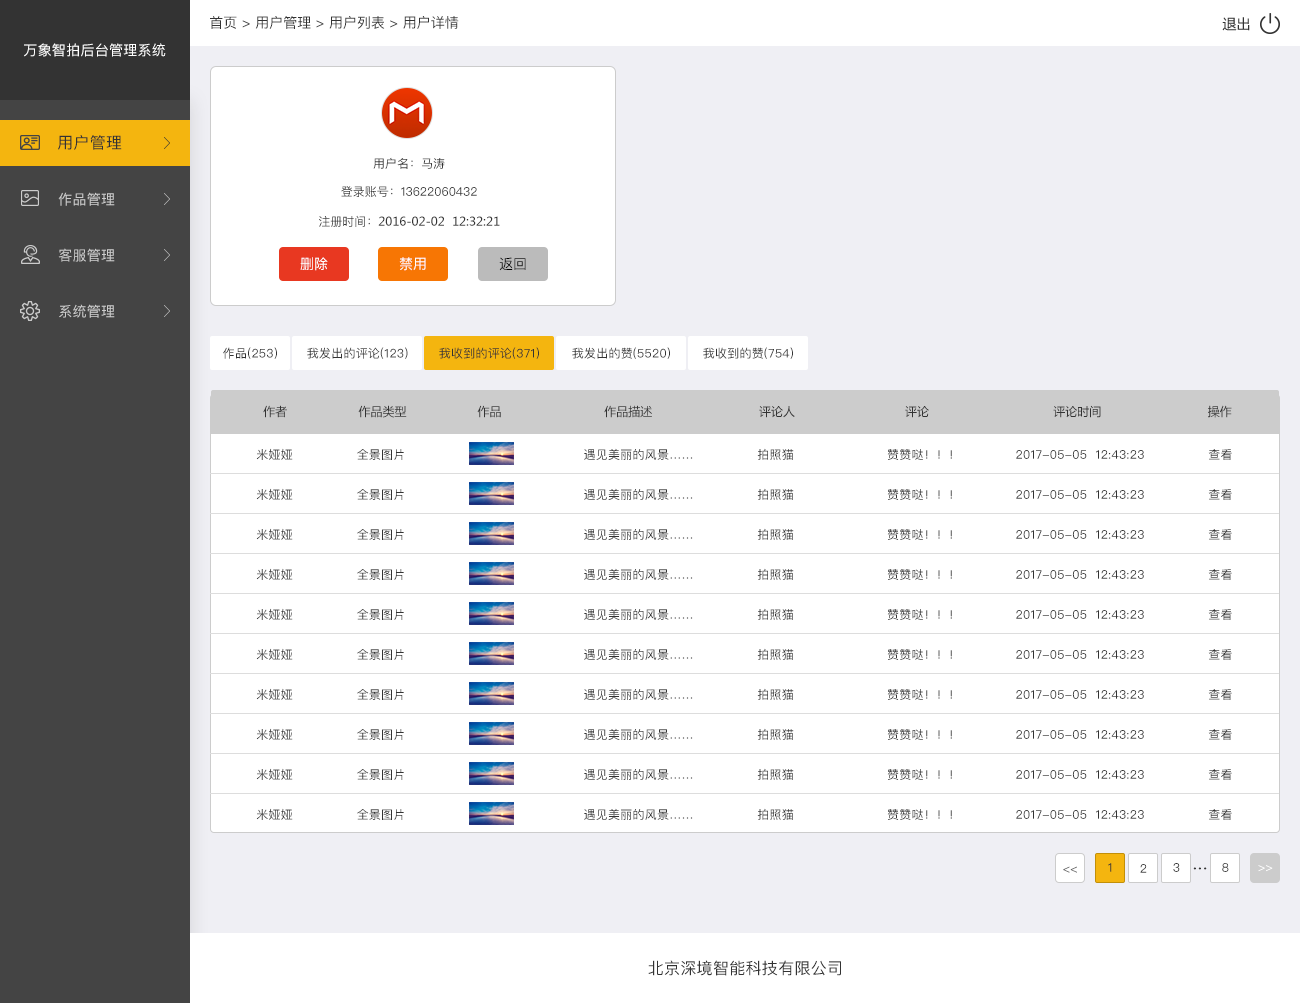 万象智拍后台管理系统
首页 > 用户管理 > 用户列表 > 用户详情
退出
用户管理
作品管理
客服管理
系统管理
用户名：马涛
登录账号：13622060432
注册时间：2016-02-02 12:32:21
删除 禁用 返回
作品(253) 我发出的评论(123) 我收到的评论(371) 我发出的赞(5520) 我收到的赞(754)
作者 作品类型 作品 作品描述 评论人 评论 评论时间 操作
米娅娅 全景图片 遇见美丽的风景...... 拍照猫 赞赞哒！！！ 2017-05-05 12:43:23 查看
米娅娅 全景图片 遇见美丽的风景...... 拍照猫 赞赞哒！！！ 2017-05-05 12:43:23 查看
米娅娅 全景图片 遇见美丽的风景...... 拍照猫 赞赞哒！！！ 2017-05-05 12:43:23 查看
米娅娅 全景图片 遇见美丽的风景...... 拍照猫 赞赞哒！！！ 2017-05-05 12:43:23 查看
米娅娅 全景图片 遇见美丽的风景...... 拍照猫 赞赞哒！！！ 2017-05-05 12:43:23 查看
米娅娅 全景图片 遇见美丽的风景...... 拍照猫 赞赞哒！！！ 2017-05-05 12:43:23 查看
米娅娅 全景图片 遇见美丽的风景...... 拍照猫 赞赞哒！！！ 2017-05-05 12:43:23 查看
米娅娅 全景图片 遇见美丽的风景...... 拍照猫 赞赞哒！！！ 2017-05-05 12:43:23 查看
米娅娅 全景图片 遇见美丽的风景...... 拍照猫 赞赞哒！！！ 2017-05-05 12:43:23 查看
米娅娅 全景图片 遇见美丽的风景...... 拍照猫 赞赞哒！！！ 2017-05-05 12:43:23 查看
<< 1 2 3 ··· 8 >>
北京深境智能科技有限公司